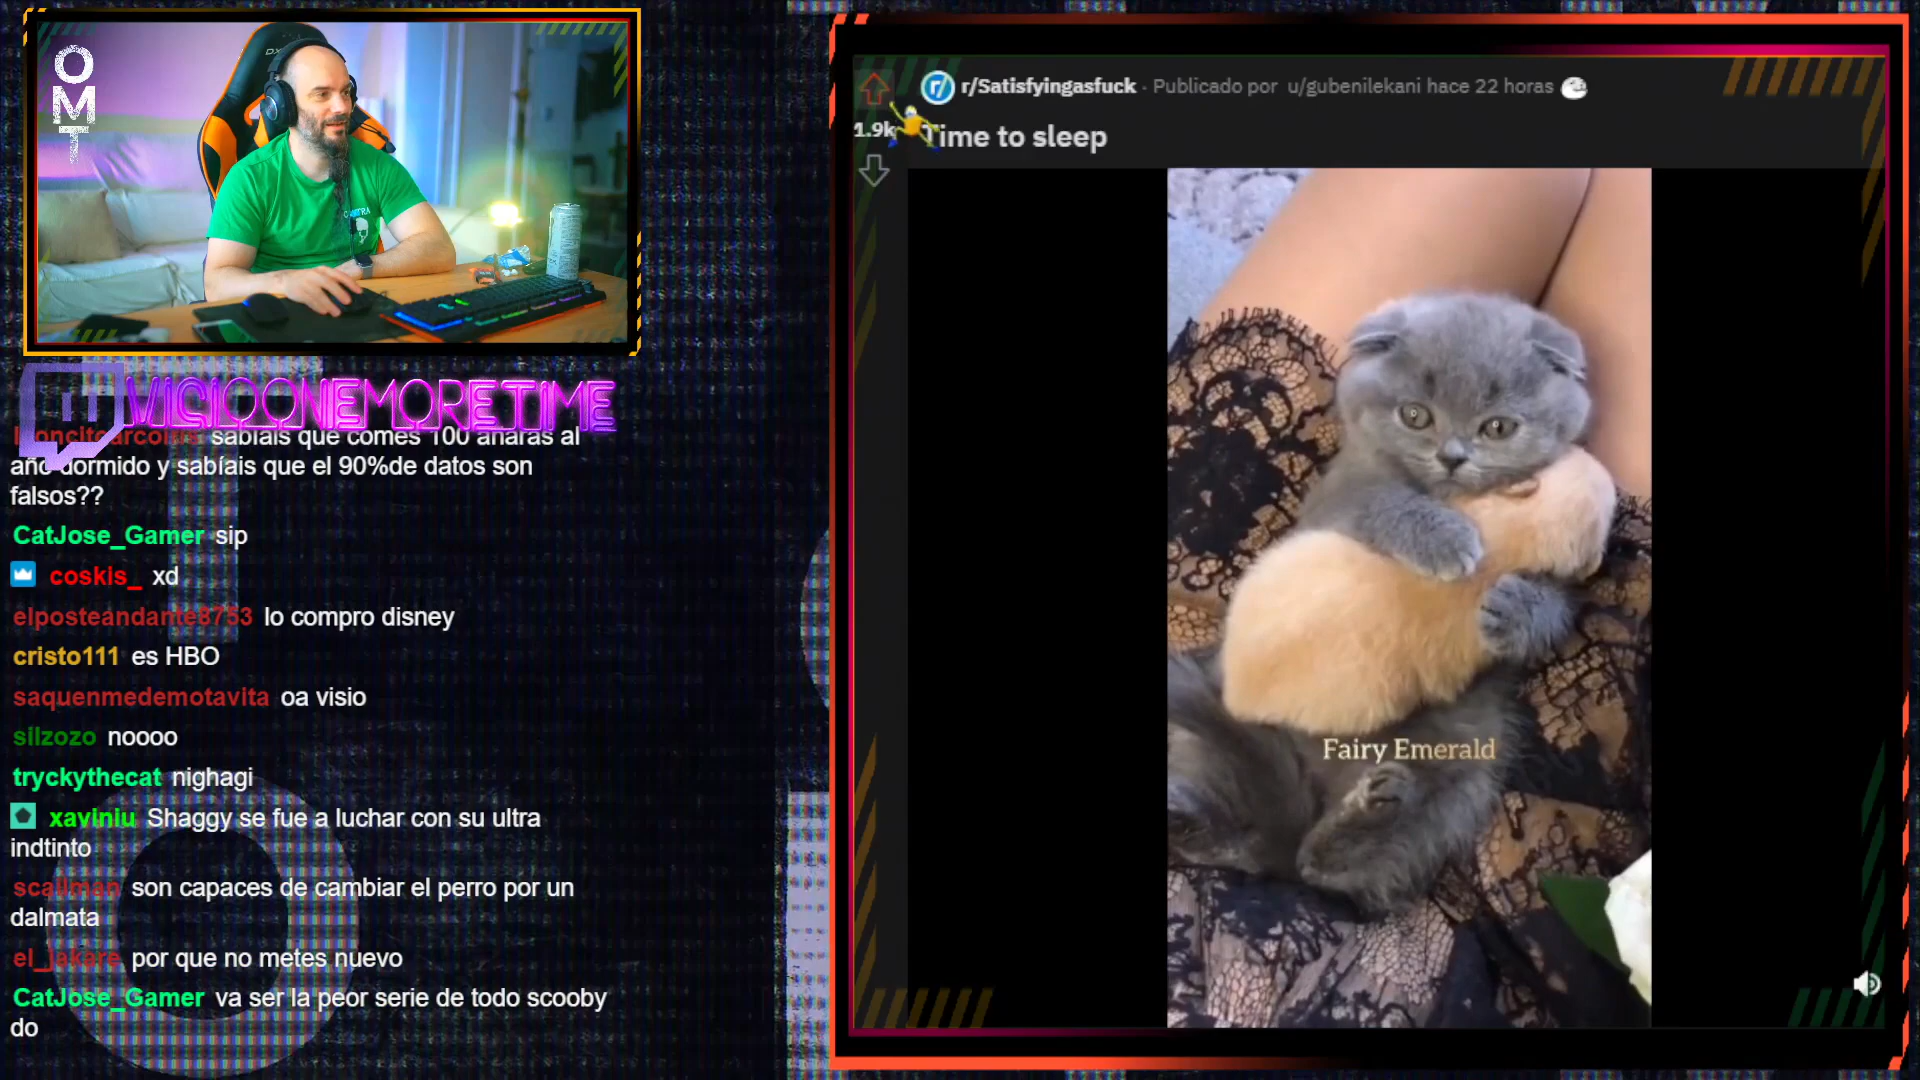 OMT
DX
VISIOONEMORETIME
sabíais que comes 100 arañas al
año dormido y sabíais que el 90%de datos son
falsos??
CatJose_Gamer sip
coskis_ xd
elposteandante8753 lo compro disney
cristo111 es HBO
saquenmedemotavita oa visio
silzozo noooo
tryckythecat nighagi
xaviniu Shaggy se fue a luchar con su ultra
indtinto
scallman son capaces de cambiar el perro por un
dalmata
el_jakare por que no metes nuevo
CatJose_Gamer va ser la peor serie de todo scooby
do
r/Satisfyingasfuck · Publicado por u/gubenilekani hace 22 horas
1.9k
Time to sleep
Fairy Emerald